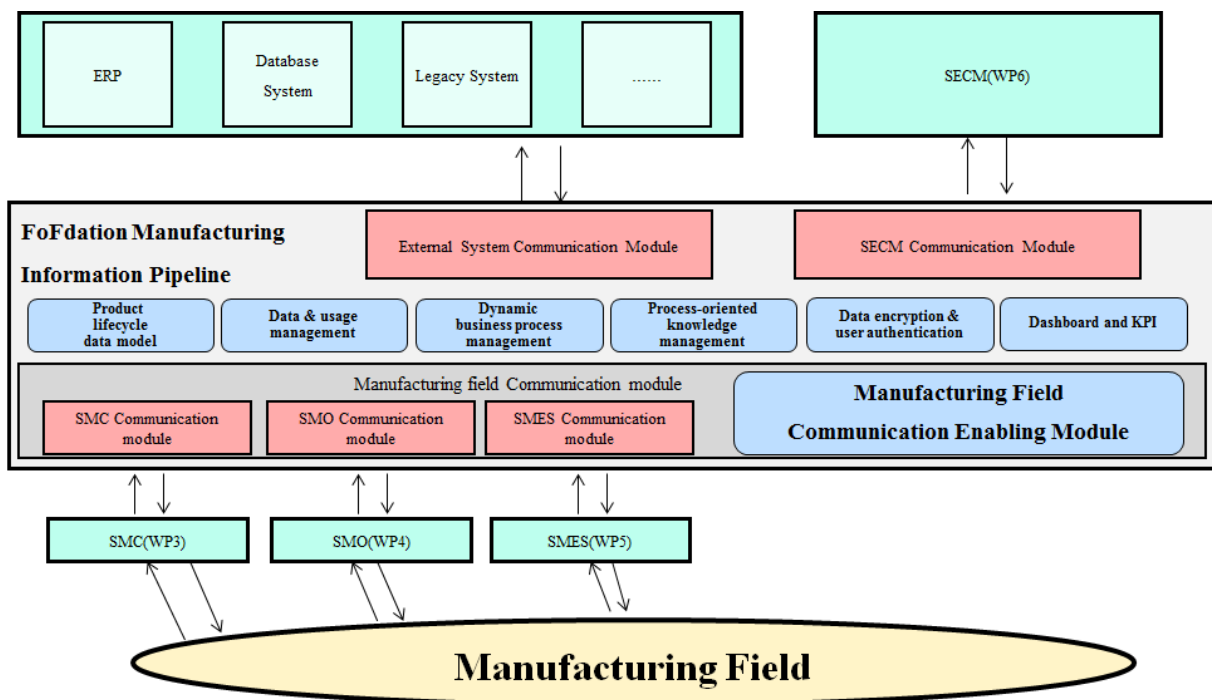 ERP
Database
System
Legacy System
......
SECM(WP6)
FoFdation Manufacturing
Information Pipeline
External System Communication Module
SECM Communication Module
Product
lifecycle
data model
Data & usage
management
Dynamic
business process
management
Process-oriented
knowledge
management
Data encryption &
user authentication
Dashboard and KPI
Manufacturing field Communication module
SMC Communication
module
SMO Communication
module
SMES Communication
module
Manufacturing Field
Communication Enabling Module
SMC(WP3)
SMO(WP4)
SMES(WP5)
Manufacturing Field